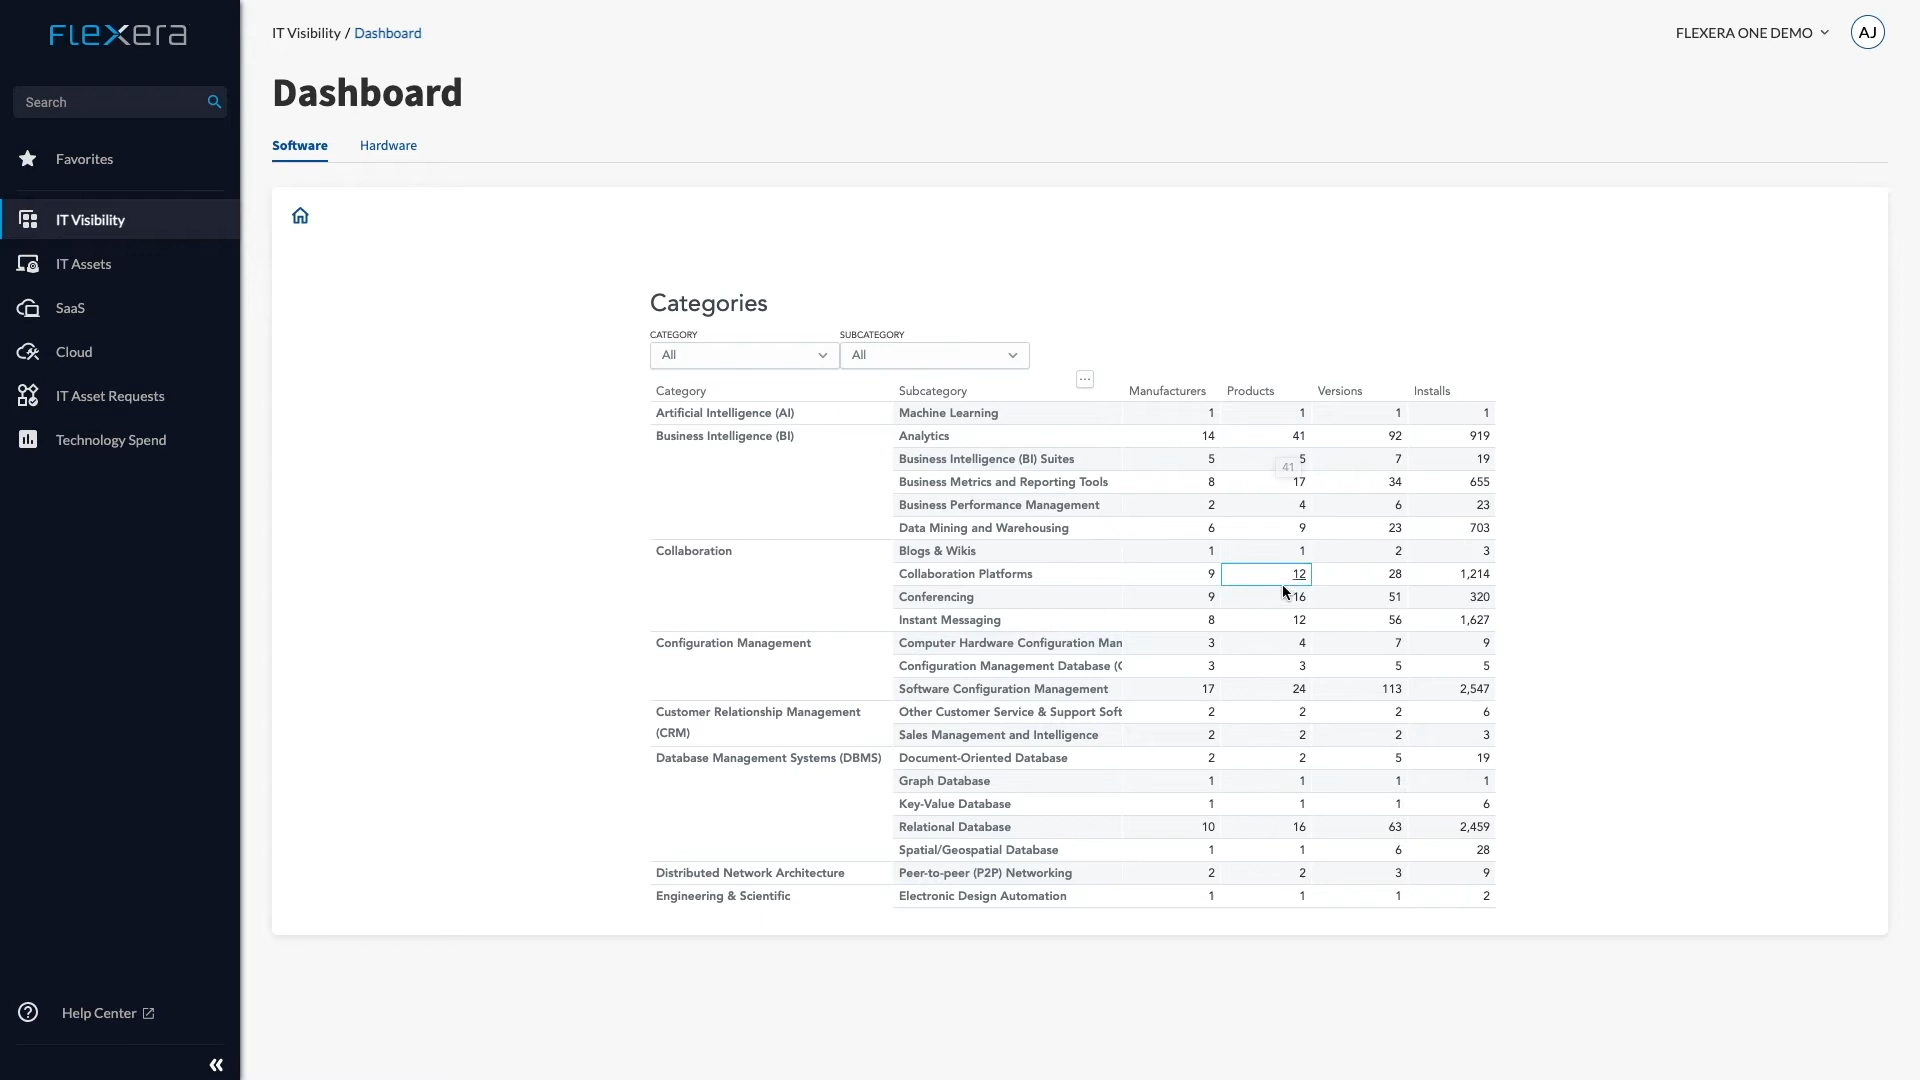 flexera
IT Visibility / Dashboard
FLEXERA ONE DEMO
AJ
Dashboard
Search
Software Hardware
Favorites
IT Visibility
IT Assets
SaaS
Cloud
IT Asset Requests
Technology Spend
Help Center
Categories
CATEGORY SUBCATEGORY
All All
...
Category Subcategory Manufacturers Products Versions Installs
Artificial Intelligence (AI) Machine Learning 1 1 1 1
Business Intelligence (BI) Analytics 14 41 92 919
Business Intelligence (BI) Suites 5 5 7 19
41
Business Metrics and Reporting Tools 8 17 34 655
Business Performance Management 2 4 6 23
Data Mining and Warehousing 6 9 23 703
Collaboration Blogs & Wikis 1 1 2 3
Collaboration Platforms 9 12 28 1,214
Conferencing 9 16 51 320
Instant Messaging 8 12 56 1,627
Configuration Management Computer Hardware Configuration Man 3 4 7 9
Configuration Management Database (C 3 3 5 5
Software Configuration Management 17 24 113 2,547
Customer Relationship Management Other Customer Service & Support Soft 2 2 2 6
(CRM) Sales Management and Intelligence 2 2 2 3
Database Management Systems (DBMS) Document-Oriented Database 2 2 5 19
Graph Database 1 1 1 1
Key-Value Database 1 1 1 6
Relational Database 10 16 63 2,459
Spatial/Geospatial Database 1 1 6 28
Distributed Network Architecture Peer-to-peer (P2P) Networking 2 2 3 9
Engineering & Scientific Electronic Design Automation 1 1 1 2